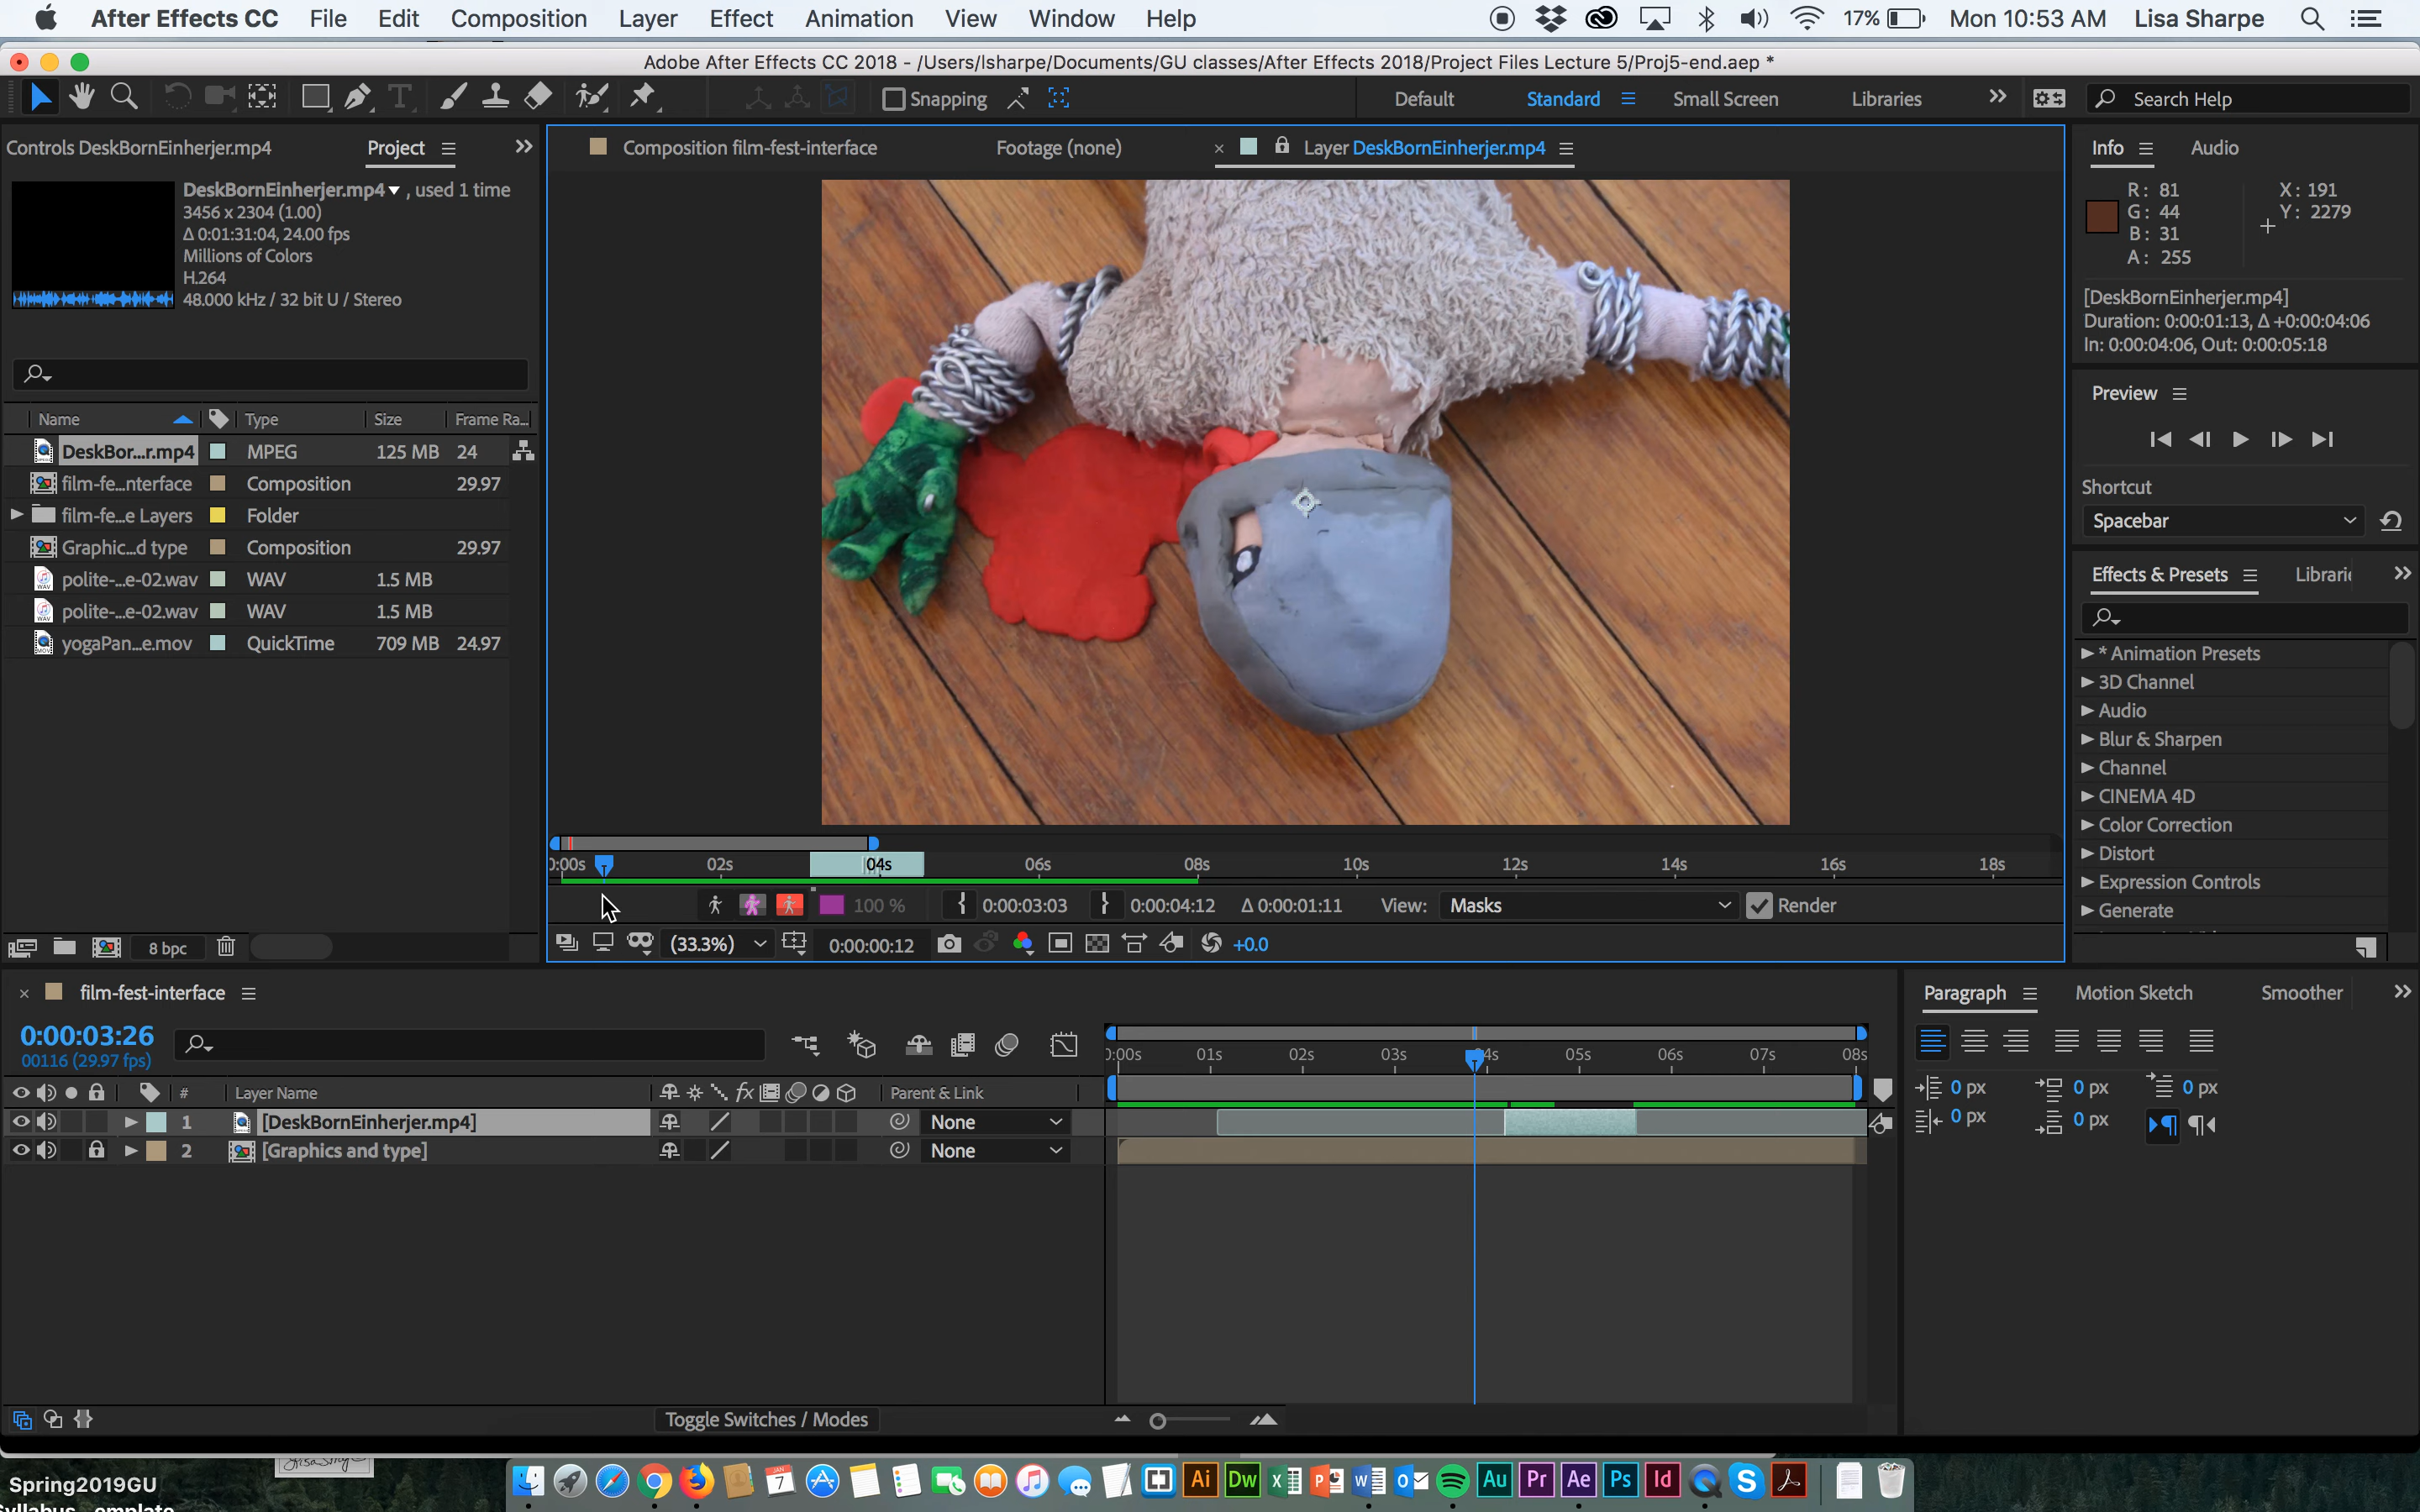 After Effects CC File Edit Composition Layer Effect Animation View Window Help 17% Mon 10:53 AM Lisa Sharpe
Adobe After Effects CC 2018 - /Users/lsharpe/Documents/GU classes/After Effects 2018/Project Files Lecture 5/Proj5-end.aep *
Snapping Default Standard Small Screen Libraries Search Help
Controls DeskBornEinherjer.mp4 Project
Composition film-fest-interface Footage (none) Layer DeskBornEinherjer.mp4
Info Audio
DeskBornEinherjer.mp4 , used 1 time
3456 x 2304 (1.00)
Δ 0:01:31:04, 24.00 fps
Millions of Colors
H.264
48.000 kHz / 32 bit U / Stereo
R: 81 X: 191
G: 44 Y: 2279
B: 31
A: 255
[DeskBornEinherjer.mp4]
Duration: 0:00:01:13, Δ +0:00:04:06
In: 0:00:04:06, Out: 0:00:05:18
Preview
Shortcut
Spacebar
Name Type Size Frame Ra...
DeskBor...r.mp4 MPEG 125 MB 24
film-fe...nterface Composition 29.97
film-fe...e Layers Folder
Graphic...d type Composition 29.97
polite-...e-02.wav WAV 1.5 MB
polite-...e-02.wav WAV 1.5 MB
yogaPan...e.mov QuickTime 709 MB 24.97
8 bpc
Effects & Presets Librari
* Animation Presets
3D Channel
Audio
Blur & Sharpen
Channel
CINEMA 4D
Color Correction
Distort
Expression Controls
Generate
0:00s 02s 04s 06s 08s 10s 12s 14s 16s 18s
100 % 0:00:03:03 0:00:04:12 Δ 0:00:01:11 View: Masks Render
(33.3%) 0:00:00:12 +0.0
film-fest-interface
0:00:03:26
00116 (29.97 fps)
0:00s 01s 02s 03s 04s 05s 06s 07s 08s
# Layer Name fx Parent & Link
1 [DeskBornEinherjer.mp4] None
2 [Graphics and type] None
Toggle Switches / Modes
Paragraph Motion Sketch Smoother
0 px 0 px 0 px
0 px 0 px
Spring2019GU
JAN 7 Ai Dw Au Pr Ae Ps Id